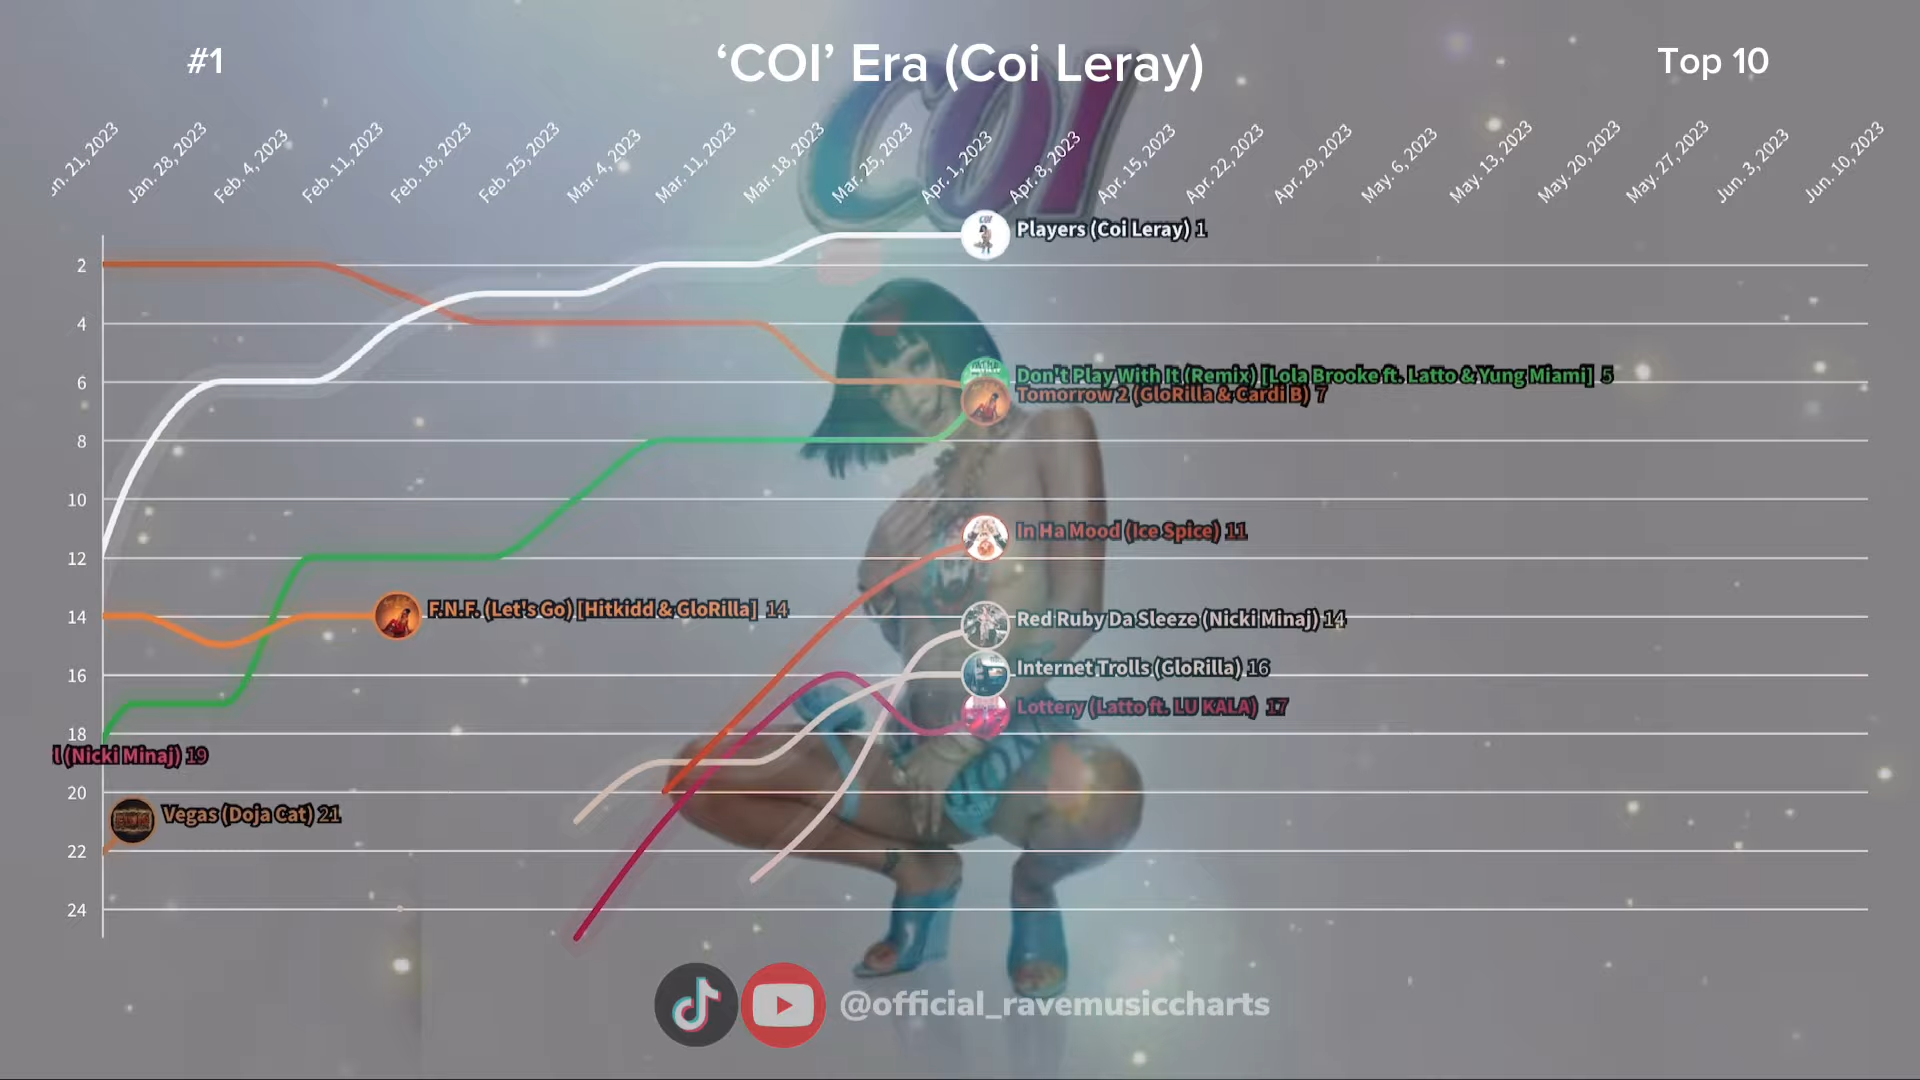 #1
‘COI’ Era (Coi Leray)
Top 10
COI
n. 21, 2023
Jan. 28, 2023
Feb. 4, 2023
Feb. 11, 2023
Feb. 18, 2023
Feb. 25, 2023
Mar. 4, 2023
Mar. 11, 2023
Mar. 18, 2023
Mar. 25, 2023
Apr. 1, 2023
Apr. 8, 2023
Apr. 15, 2023
Apr. 22, 2023
Apr. 29, 2023
May. 6, 2023
May. 13, 2023
May. 20, 2023
May. 27, 2023
Jun. 3, 2023
Jun. 10, 2023
Players (Coi Leray) 1
2
4
Don't Play With It (Remix) [Lola Brooke ft. Latto & Yung Miami] 5
6
Tomorrow 2 (GloRilla & Cardi B) 7
8
10
In Ha Mood (Ice Spice) 11
12
F.N.F. (Let's Go) [Hitkidd & GloRilla] 14
14
Red Ruby Da Sleeze (Nicki Minaj) 14
Internet Trolls (GloRilla) 16
16
Lottery (Latto ft. LU KALA) 17
18
l (Nicki Minaj) 19
20
Vegas (Doja Cat) 21
22
24
@official_ravemusiccharts